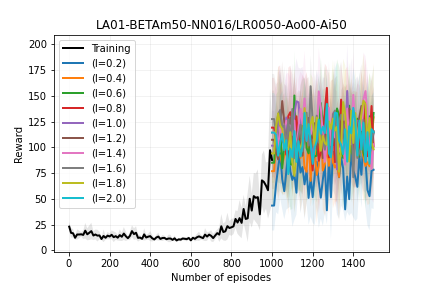 LA01-BETAm50-NN016/LR0050-Ao00-Ai50
200
175
150
125
100
75
50
25
0
Reward
Training
(l=0.2)
(l=0.4)
(l=0.6)
(l=0.8)
(l=1.0)
(l=1.2)
(l=1.4)
(l=1.6)
(l=1.8)
(l=2.0)
0 200 400 600 800 1000 1200 1400
Number of episodes